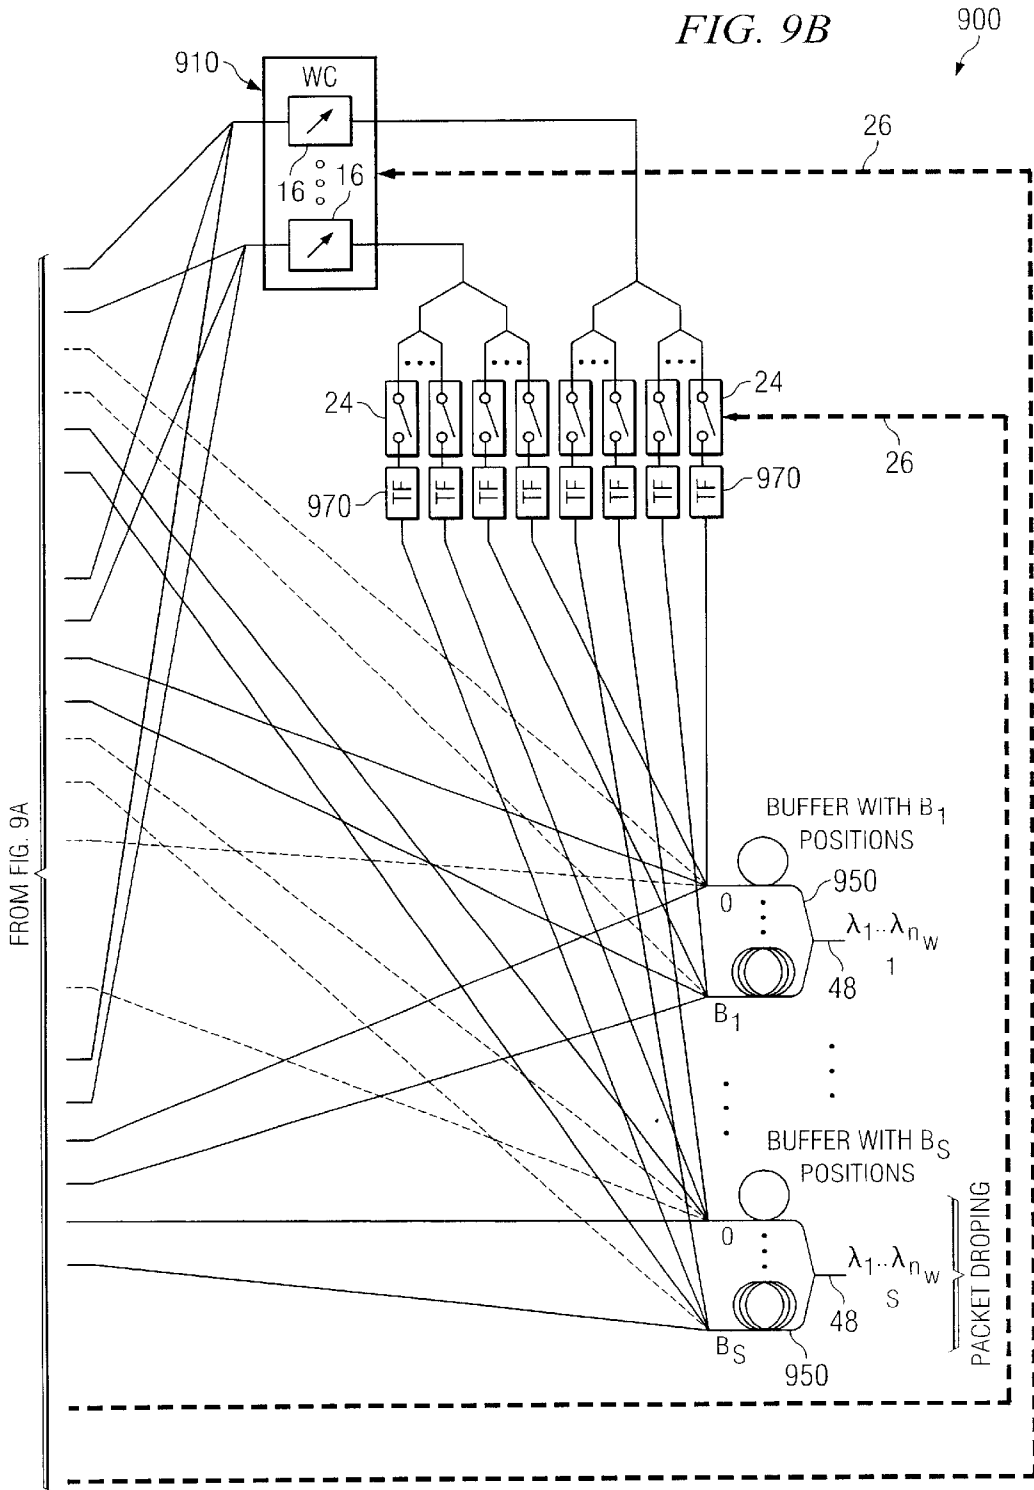 FIG. 9B
900
910
WC
16
16
26
24
24
26
970
970
TF
TF
TF
TF
TF
TF
TF
TF
FROM FIG. 9A
BUFFER WITH B1
POSITIONS
950
0
λ1..λnw
1
48
B1
BUFFER WITH BS
POSITIONS
0
λ1..λnw
S
48
BS
950
PACKET DROPING